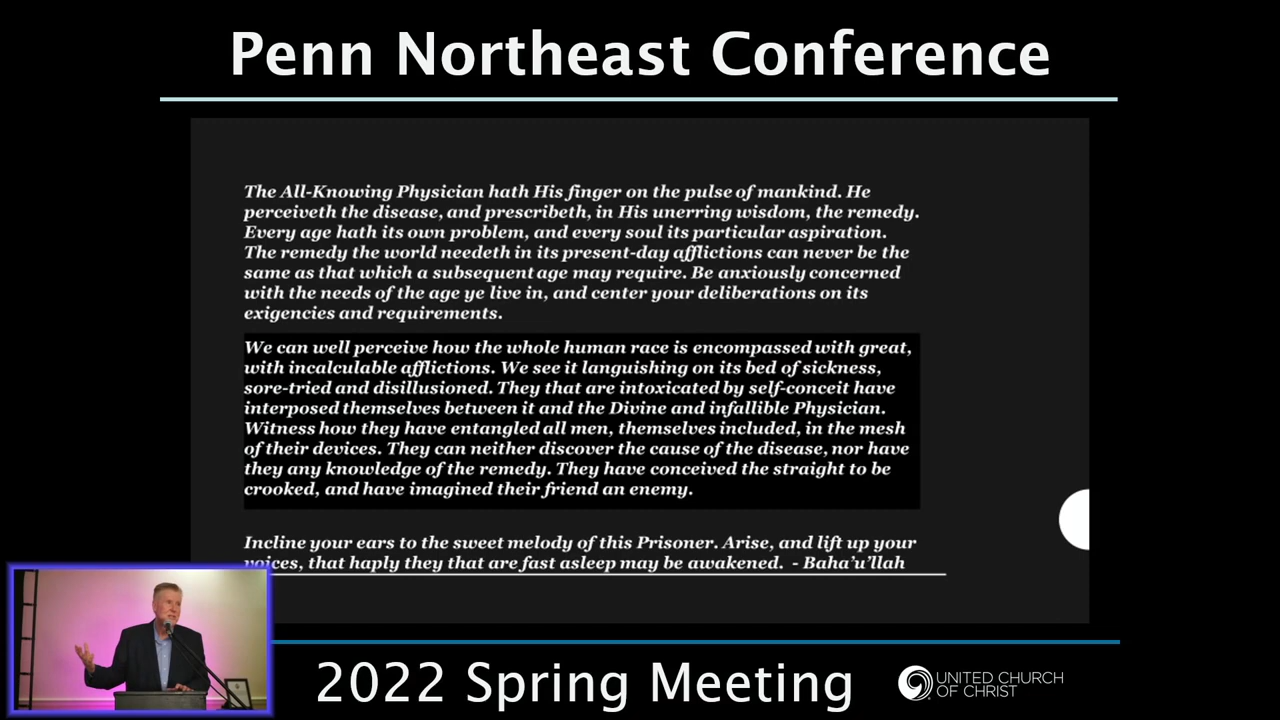 Penn Northeast Conference
The All-Knowing Physician hath His finger on the pulse of mankind. He
perceiveth the disease, and prescribeth, in His unerring wisdom, the remedy.
Every age hath its own problem, and every soul its particular aspiration.
The remedy the world needeth in its present-day afflictions can never be the
same as that which a subsequent age may require. Be anxiously concerned
with the needs of the age ye live in, and center your deliberations on its
exigencies and requirements.
We can well perceive how the whole human race is encompassed with great,
with incalculable afflictions. We see it languishing on its bed of sickness,
sore-tried and disillusioned. They that are intoxicated by self-conceit have
interposed themselves between it and the Divine and infallible Physician.
Witness how they have entangled all men, themselves included, in the mesh
of their devices. They can neither discover the cause of the disease, nor have
they any knowledge of the remedy. They have conceived the straight to be
crooked, and have imagined their friend an enemy.
Incline your ears to the sweet melody of this Prisoner. Arise, and lift up your
voices, that haply they that are fast asleep may be awakened. - Baha’u’llah
2022 Spring Meeting
UNITED CHURCH
OF CHRIST